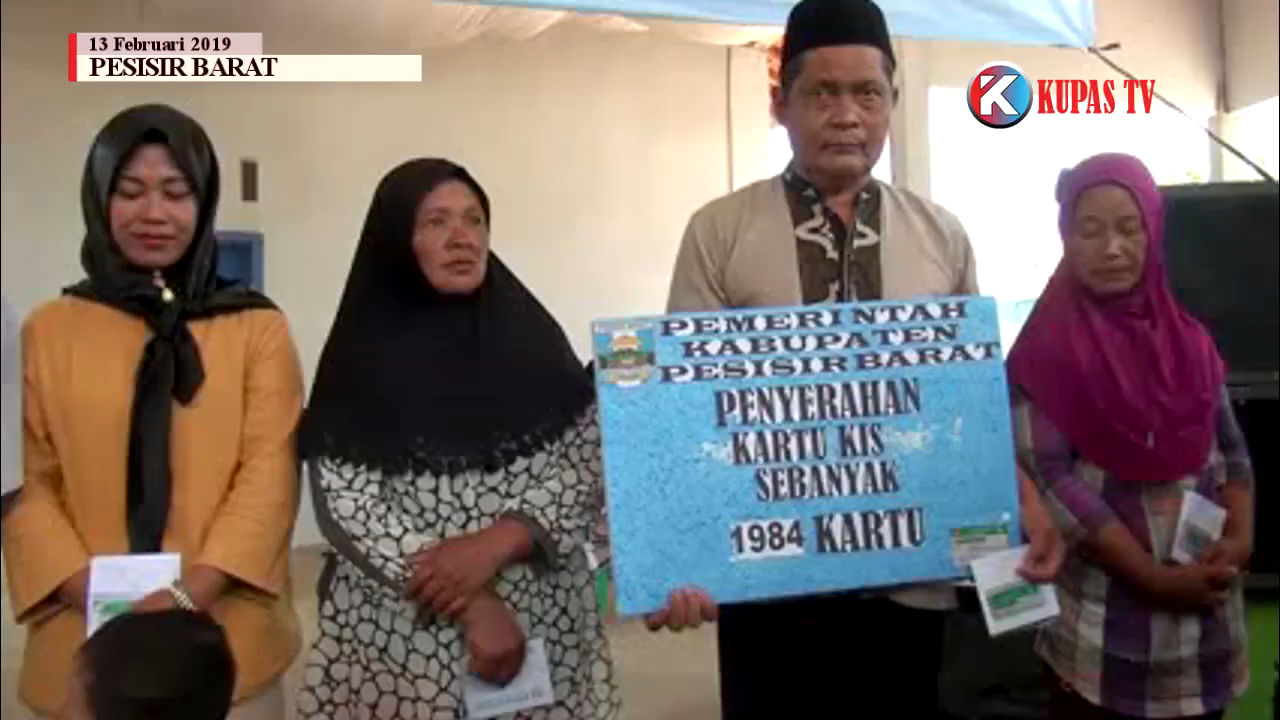 13 Februari 2019
PESISIR BARAT
KUPAS TV
PEMERINTAH
KABUPATEN
PESISIR BARAT
PENYERAHAN
KARTU KIS
SEBANYAK
1984 KARTU